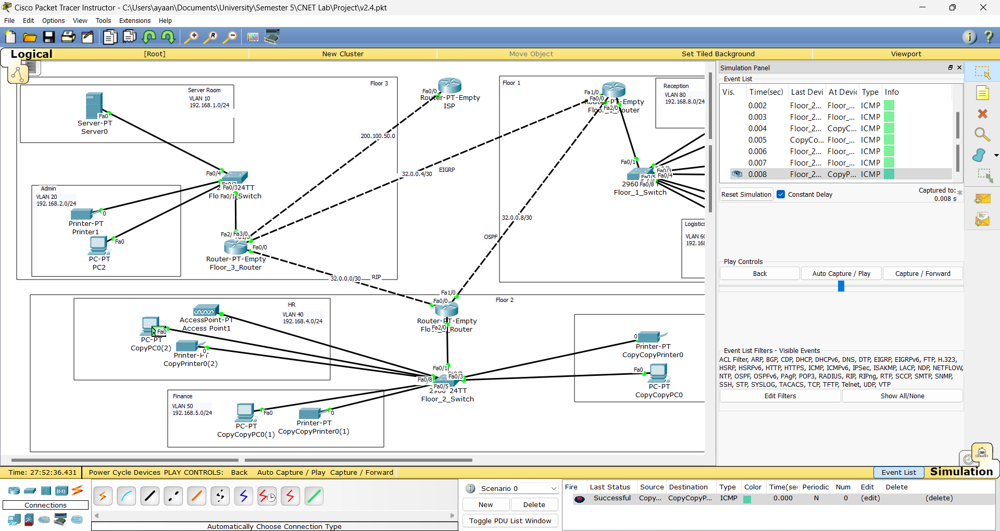 Cisco Packet Tracer Instructor - C:\Users\ayaan\Documents\University\Semester 5\CNET Lab\Project\v2.4.pkt
File Edit Options View Tools Extensions Help
Logical [Root] New Cluster Move Object Set Tiled Background Viewport
Floor 3
Server Room
VLAN 10
192.168.1.0/24
Fa0
Server-PT
Server0
Fa0/0
Router-PT-Empty
ISP
200.100.50.0
Floor 1
Fa1/0
Fa0/0
Fa2/0
Reception
VLAN 80
192.168.8.0/24
32.0.0.4/30
EIGRP
Fa0/4
Fa0/3
Fa0/1
24TT
Switch
Admin
VLAN 20
192.168.2.0/24
0
Printer-PT
Printer1
Fa0
PC-PT
PC2
Fa2/
Fa3/0
Fa0/0
Router-PT-Empty
Floor_3_Router
Fa0/1
Fa0/3
Fa0/4
Fa0/5
Fa0/8
2960
Floor_1_Switch
32.0.0.8/30
OSPF
Logistics
VLAN 60
192.168
32.0.0.0/30
RIP
Floor 2
Fa1/0
Fa0/0
Router-PT-Empty
Fa2/0
Router
HR
VLAN 40
192.168.4.0/24
AccessPoint-PT
Access Point1
Fa0
PC-PT
CopyPC0(2)
0
Printer-PT
CopyPrinter0(2)
Fa0/1
Fa0/3
Fa0/8
Fa0/5
24TT
Floor_2_Switch
0
Printer-PT
CopyCopyPrinter0
Fa0
PC-PT
CopyCopyPC0
Finance
VLAN 50
192.168.5.0/24
Fa0
PC-PT
CopyCopyPC0(1)
0
Printer-PT
CopyCopyPrinter0(1)
Simulation Panel
Event List
Vis. Time(sec) Last Devi At Devic Type Info
0.002 Floor_2... Floor_... ICMP
0.003 Floor_2... Floor_... ICMP
0.004 Floor_2... CopyC... ICMP
0.005 CopyCo... Floor_... ICMP
0.006 Floor_2... Floor_... ICMP
0.007 Floor_2... Floor_... ICMP
0.008 Floor_2... CopyP... ICMP
Reset Simulation Constant Delay Captured to: *
0.008 s
Play Controls
Back Auto Capture / Play Capture / Forward
Event List Filters - Visible Events
ACL Filter, ARP, BGP, CDP, DHCP, DHCPv6, DNS, DTP, EIGRP, EIGRPv6, FTP, H.323,
HSRP, HSRPv6, HTTP, HTTPS, ICMP, ICMPv6, IPSec, ISAKMP, LACP, NDP, NETFLOW,
NTP, OSPF, OSPFv6, PAgP, POP3, RADIUS, RIP, RIPng, RTP, SCCP, SMTP, SNMP,
SSH, STP, SYSLOG, TACACS, TCP, TFTP, Telnet, UDP, VTP
Edit Filters Show All/None
Time: 27:52:36.431 Power Cycle Devices PLAY CONTROLS: Back Auto Capture / Play Capture / Forward Event List Simulation
Connections
Automatically Choose Connection Type
Scenario 0
New Delete
Toggle PDU List Window
Fire Last Status Source Destination Type Color Time(sec Periodic Num Edit Delete
Successful Copy... CopyCopyP... ICMP 0.000 N 0 (edit) (delete)